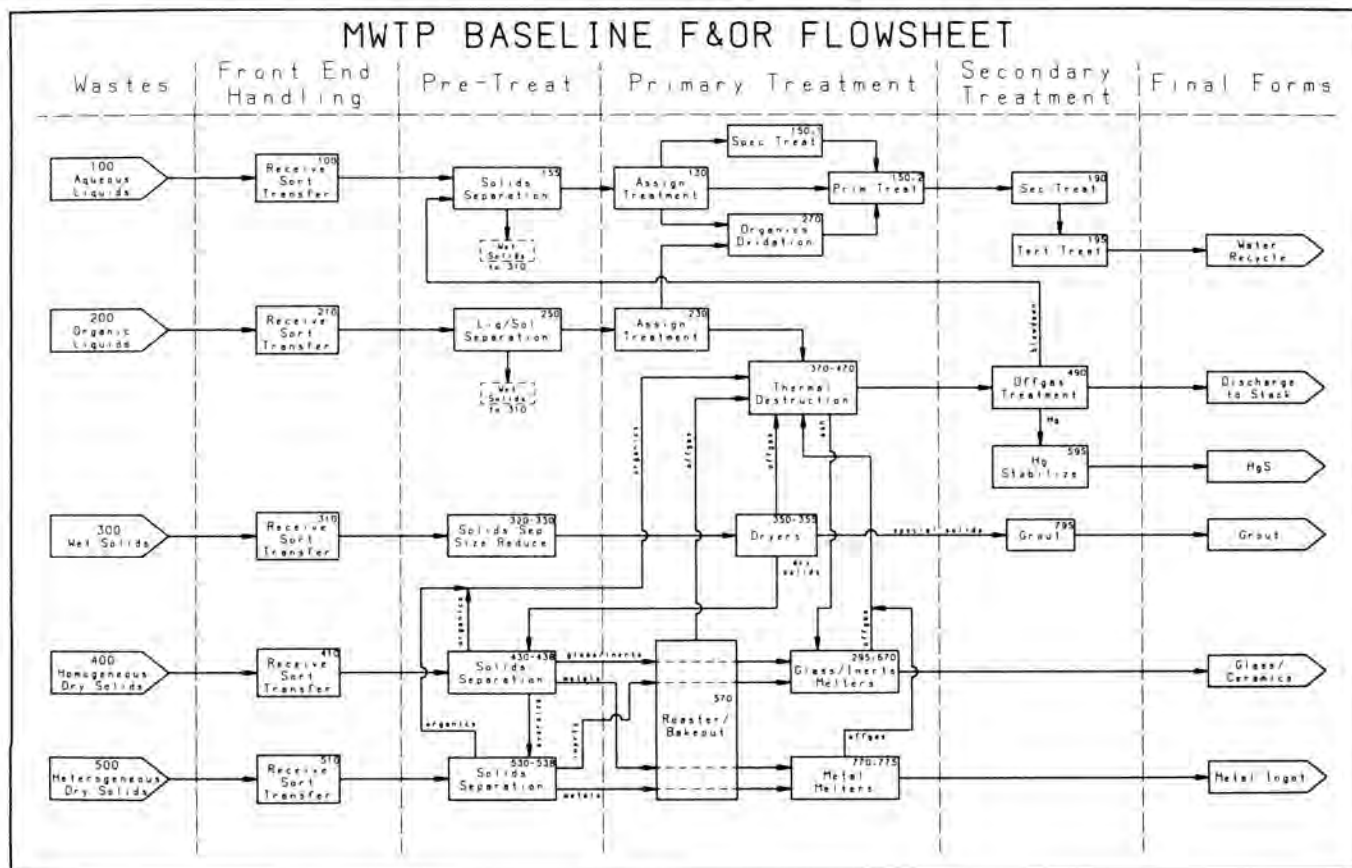 MWTP BASELINE F&OR FLOWSHEET
Wastes
Front End
Handling
Pre-Treat
Primary Treatment
Secondary
Treatment
Final Forms
100
Aqueous
Liquids
100
Receive
Sort
Transfer
155
Solids
Separation
Wet
Solids
to 310
130
Assign
Treatment
150.1
Spec Treat
150.2
Prim Treat
270
Organics
Oxidation
190
Sec Treat
195
Tert Treat
Water
Recycle
200
Organic
Liquids
210
Receive
Sort
Transfer
250
Liq/Sol
Separation
Wet
Solids
to 310
230
Assign
Treatment
370-470
Thermal
Destruction
blowdown
490
Offgas
Treatment
Discharge
to Stack
organics
offgas
offgas
ash
Hg
595
Hg
Stabilize
HgS
300
Wet Solids
310
Receive
Sort
Transfer
320-330
Solids Sep
Size Reduce
350-355
Dryers
special solids
795
Grout
Grout
dry
solids
organics
offgas
400
Homogeneous
Dry Solids
410
Receive
Sort
Transfer
430-438
Solids
Separation
glass/inerts
metals
570
Roaster/
Bakeout
295,670
Glass/Inerts
Melters
Glass/
Ceramics
organics
inerts
offgas
500
Heterogeneous
Dry Solids
510
Receive
Sort
Transfer
530-538
Solids
Separation
metals
770-775
Metal
Melters
Metal Ingot